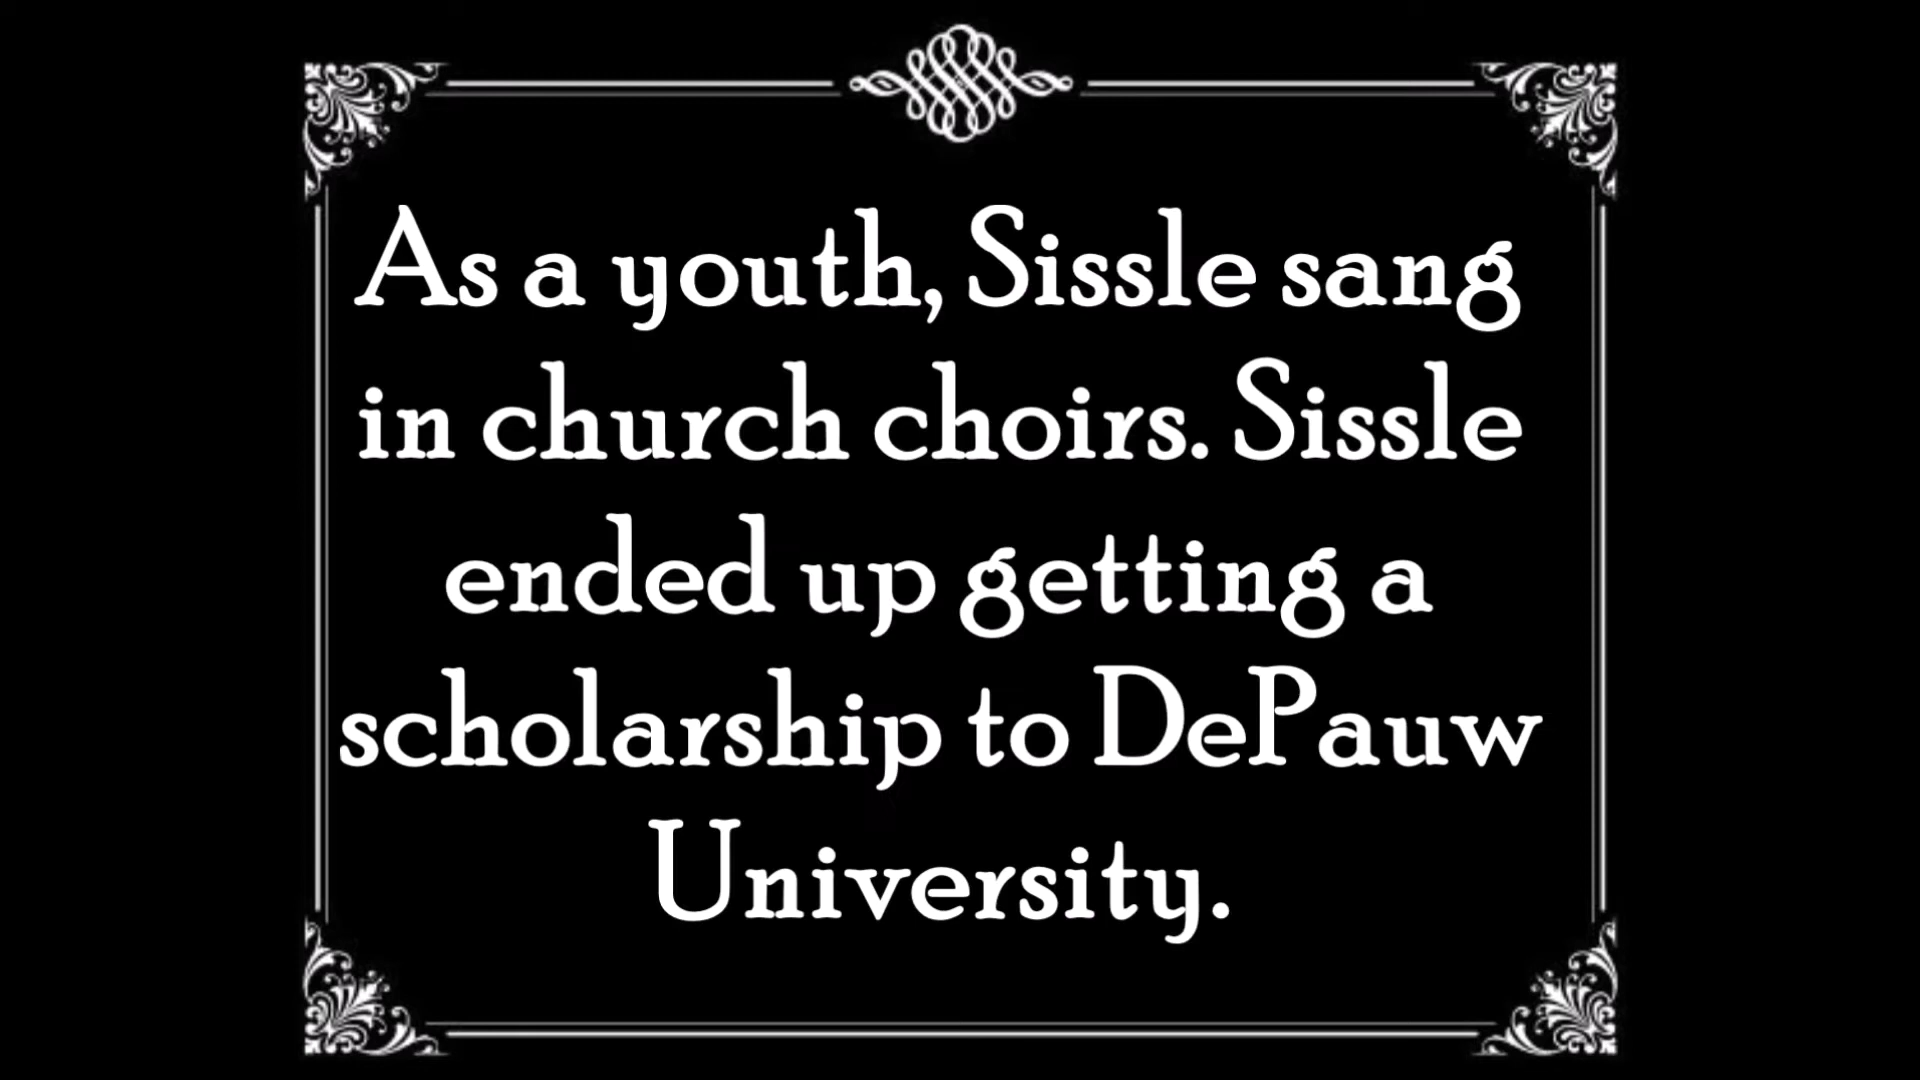 As a youth, Sissle sang
in church choirs. Sissle
ended up getting a
scholarship to DePauw
University.